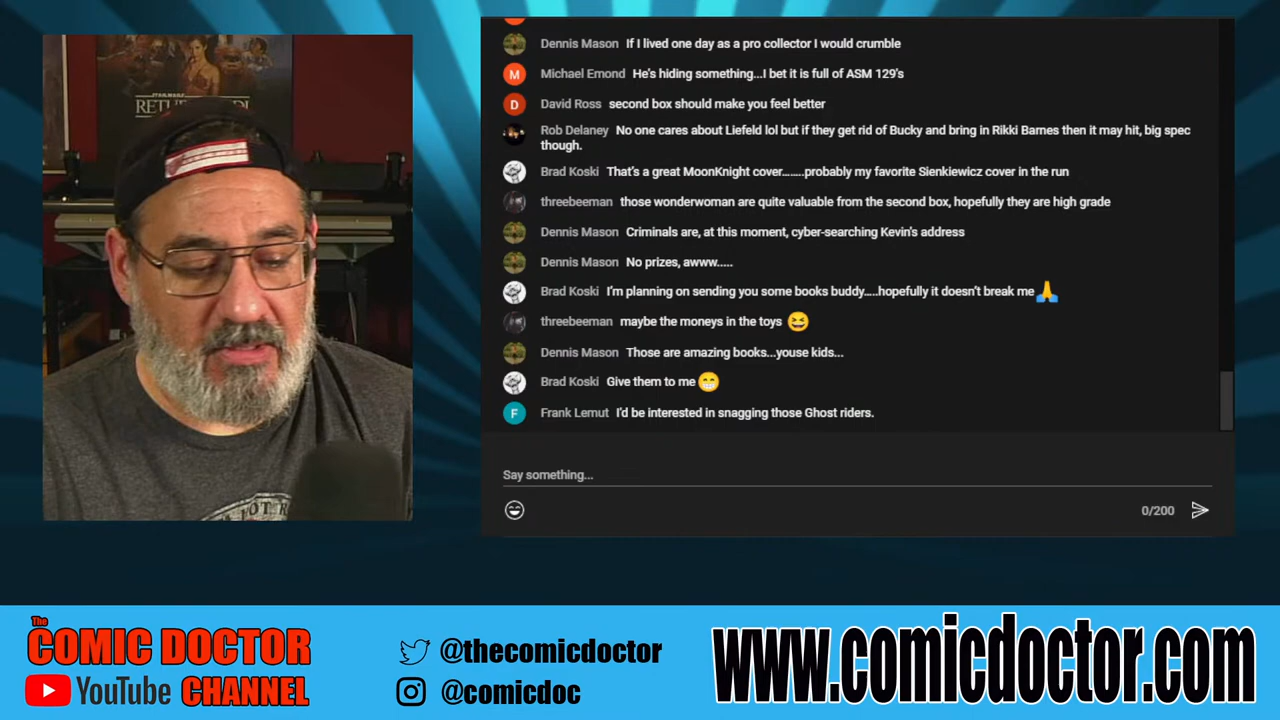 STAR WARS
RETURN
JEDI
LOT
Dennis Mason If I lived one day as a pro collector I would crumble
Michael Emond He's hiding something...I bet it is full of ASM 129's
David Ross second box should make you feel better
Rob Delaney No one cares about Liefeld lol but if they get rid of Bucky and bring in Rikki Barnes then it may hit, big spec
though.
Brad Koski That's a great MoonKnight cover........probably my favorite Sienkiewicz cover in the run
threebeeman those wonderwoman are quite valuable from the second box, hopefully they are high grade
Dennis Mason Criminals are, at this moment, cyber-searching Kevin's address
Dennis Mason No prizes, awww.....
Brad Koski I'm planning on sending you some books buddy.....hopefully it doesn't break me 🙏
threebeeman maybe the moneys in the toys 😆
Dennis Mason Those are amazing books...youse kids...
Brad Koski Give them to me 😁
Frank Lemut I'd be interested in snagging those Ghost riders.
Say something...
0/200
The
COMIC DOCTOR
YouTube CHANNEL
@thecomicdoctor
@comicdoc
www.comicdoctor.com